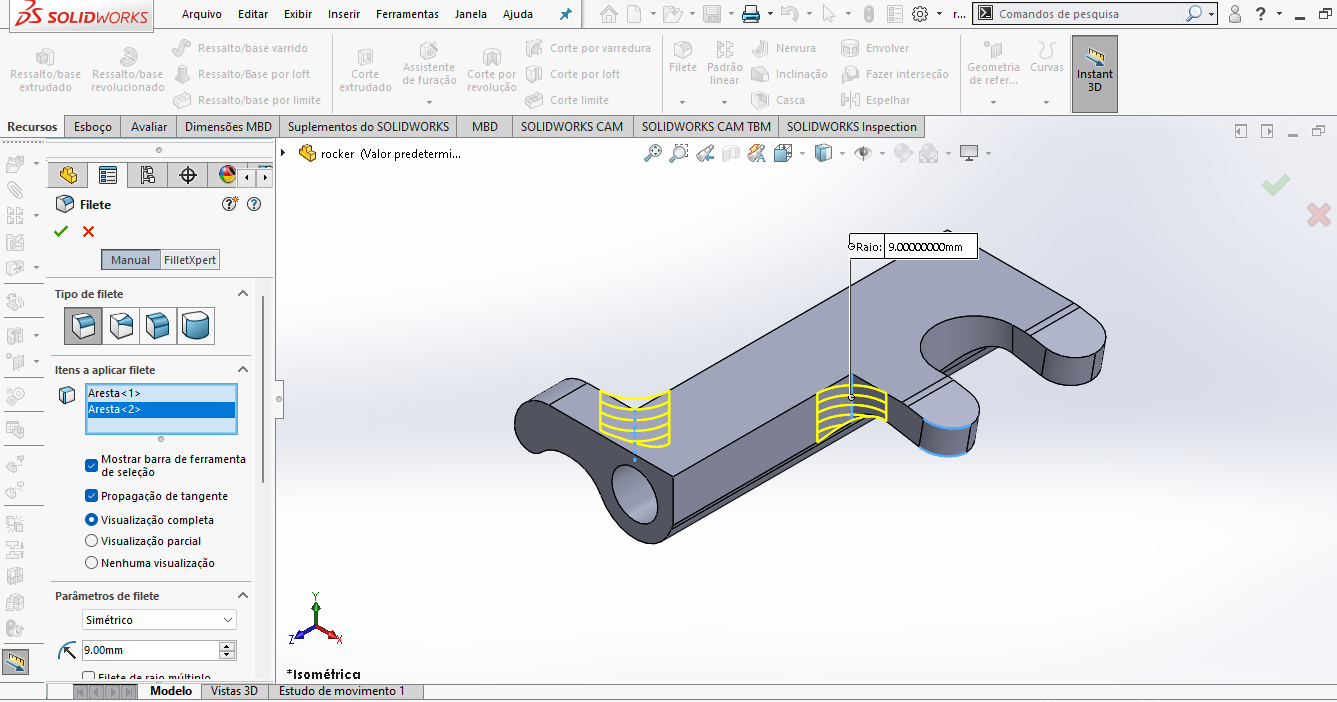 SOLIDWORKS
Arquivo Editar Exibir Inserir Ferramentas Janela Ajuda
r...
Comandos de pesquisa
?
Ressalto/base extrudado
Ressalto/base revolucionado
Ressalto/base varrido
Ressalto/Base por loft
Ressalto/base por limite
Corte extrudado
Assistente de furação
Corte por revolução
Corte por varredura
Corte por loft
Corte limite
Filete
Padrão linear
Nervura
Inclinação
Casca
Envolver
Fazer interseção
Espelhar
Geometria de refer...
Curvas
Instant 3D
Recursos Esboço Avaliar Dimensões MBD Suplementos do SOLIDWORKS MBD SOLIDWORKS CAM SOLIDWORKS CAM TBM SOLIDWORKS Inspection
rocker (Valor predetermi...
Filete
Manual FilletXpert
Tipo de filete
Itens a aplicar filete
Aresta<1>
Aresta<2>
Mostrar barra de ferramenta
de seleção
Propagação de tangente
Visualização completa
Visualização parcial
Nenhuma visualização
Parâmetros de filete
Simétrico
9.00mm
Filete de raio múltiplo
Raio: 9.00000000mm
Y
Z
X
*Isométrica
Modelo Vistas 3D Estudo de movimento 1